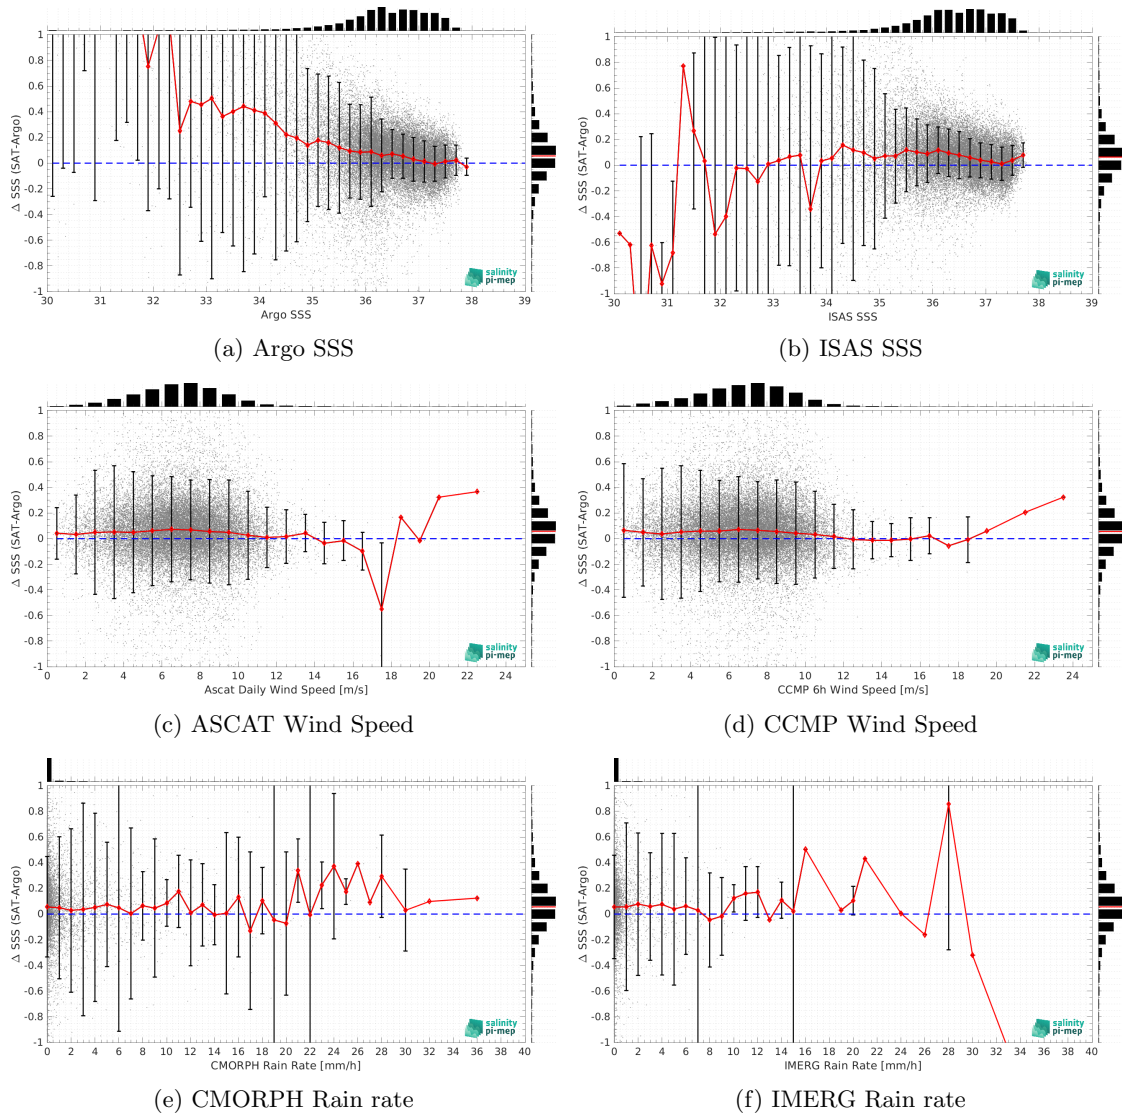 1
0.8
0.6
0.4
0.2
0
-0.2
-0.4
-0.6
-0.8
-1
Δ SSS (SAT-Argo)
30 31 32 33 34 35 36 37 38 39
Argo SSS
salinity
pi-mep
(a) Argo SSS
1
0.8
0.6
0.4
0.2
0
-0.2
-0.4
-0.6
-0.8
-1
Δ SSS (SAT-Argo)
30 31 32 33 34 35 36 37 38 39
ISAS SSS
salinity
pi-mep
(b) ISAS SSS
1
0.8
0.6
0.4
0.2
0
-0.2
-0.4
-0.6
-0.8
-1
Δ SSS (SAT-Argo)
0 2 4 6 8 10 12 14 16 18 20 22 24
Ascat Daily Wind Speed [m/s]
salinity
pi-mep
(c) ASCAT Wind Speed
1
0.8
0.6
0.4
0.2
0
-0.2
-0.4
-0.6
-0.8
-1
Δ SSS (SAT-Argo)
0 2 4 6 8 10 12 14 16 18 20 22 24
CCMP 6h Wind Speed [m/s]
salinity
pi-mep
(d) CCMP Wind Speed
1
0.8
0.6
0.4
0.2
0
-0.2
-0.4
-0.6
-0.8
-1
Δ SSS (SAT-Argo)
0 2 4 6 8 10 12 14 16 18 20 22 24 26 28 30 32 34 36 38 40
CMORPH Rain Rate [mm/h]
salinity
pi-mep
(e) CMORPH Rain rate
1
0.8
0.6
0.4
0.2
0
-0.2
-0.4
-0.6
-0.8
-1
Δ SSS (SAT-Argo)
0 2 4 6 8 10 12 14 16 18 20 22 24 26 28 30 32 34 36 38 40
IMERG Rain Rate [mm/h]
salinity
pi-mep
(f) IMERG Rain rate